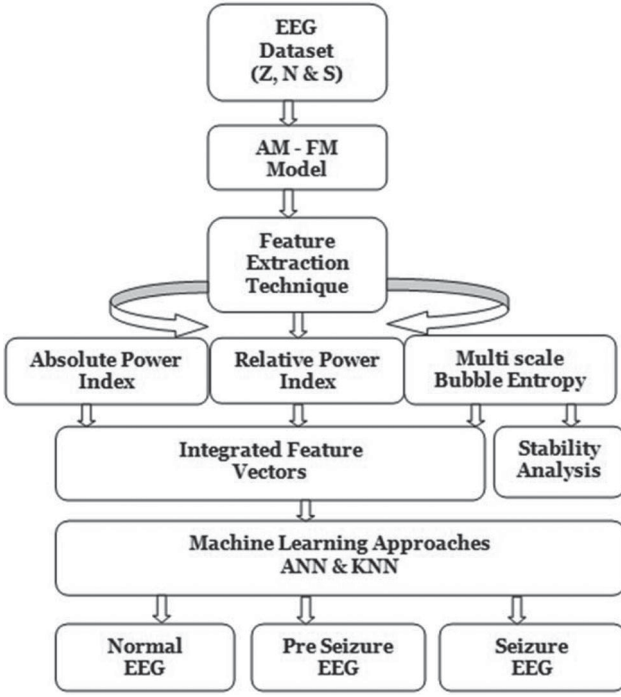 EEG
Dataset
(Z, N & S)
AM - FM
Model
Feature
Extraction
Technique
Absolute Power
Index
Relative Power
Index
Multi scale
Bubble Entropy
Integrated Feature
Vectors
Stability
Analysis
Machine Learning Approaches
ANN & KNN
Normal
EEG
Pre Seizure
EEG
Seizure
EEG